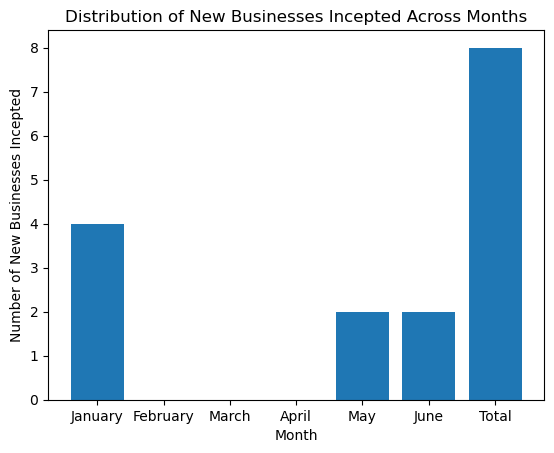 Distribution of New Businesses Incepted Across Months
Number of New Businesses Incepted
8
7
6
5
4
3
2
1
0
January February March April May June Total
Month